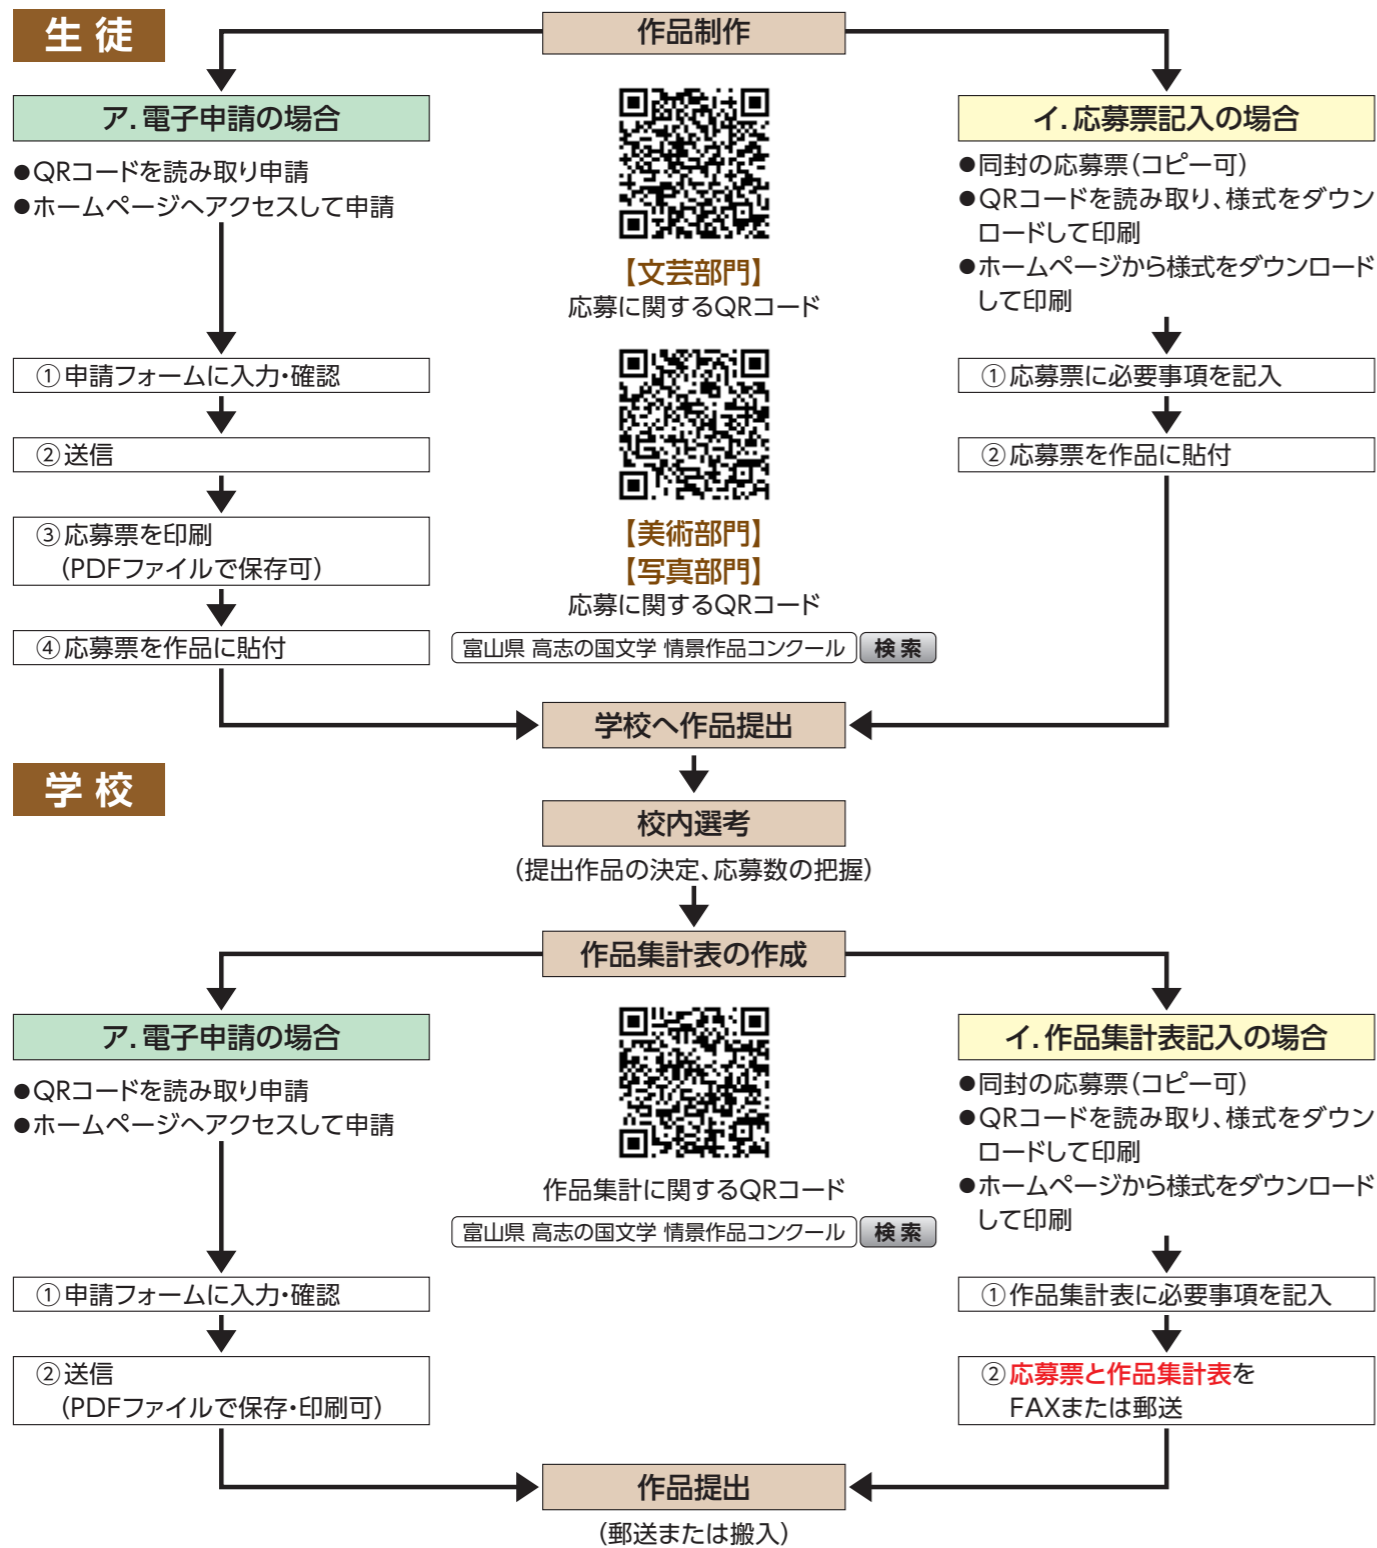 生徒
作品制作
ア.電子申請の場合
●QRコードを読み取り申請
●ホームページへアクセスして申請
①申請フォームに入力・確認
②送信
③応募票を印刷
(PDFファイルで保存可)
④応募票を作品に貼付
【文芸部門】
応募に関するQRコード
【美術部門】
【写真部門】
応募に関するQRコード
富山県 高志の国文学 情景作品コンクール 検索
イ.応募票記入の場合
●同封の応募票(コピー可)
●QRコードを読み取り、様式をダウン
ロードして印刷
●ホームページから様式をダウンロード
して印刷
①応募票に必要事項を記入
②応募票を作品に貼付
学校へ作品提出
学校
校内選考
(提出作品の決定、応募数の把握)
作品集計表の作成
ア.電子申請の場合
●QRコードを読み取り申請
●ホームページへアクセスして申請
①申請フォームに入力・確認
②送信
(PDFファイルで保存・印刷可)
作品集計に関するQRコード
富山県 高志の国文学 情景作品コンクール 検索
イ.作品集計表記入の場合
●同封の応募票(コピー可)
●QRコードを読み取り、様式をダウン
ロードして印刷
●ホームページから様式をダウンロード
して印刷
①作品集計表に必要事項を記入
②応募票と作品集計表を
FAXまたは郵送
作品提出
(郵送または搬入)